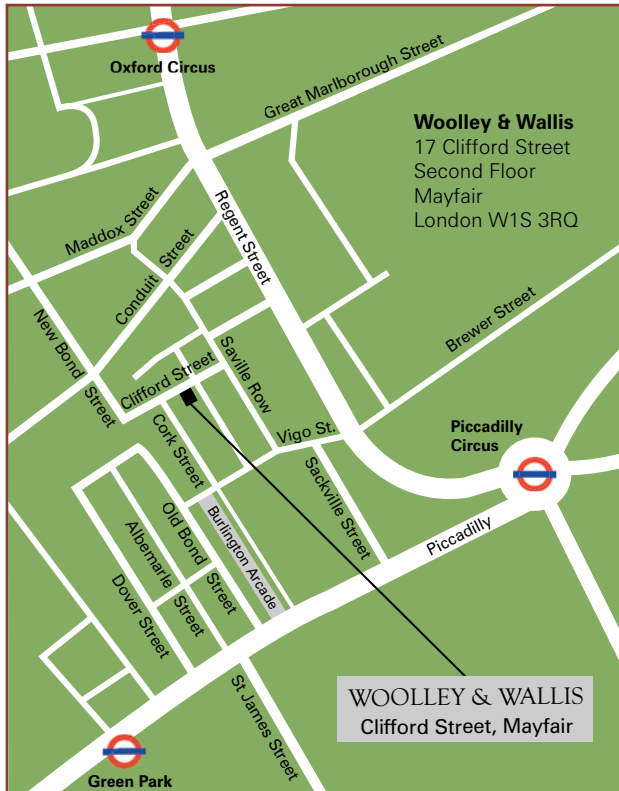 Oxford Circus
Great Marlborough Street
Woolley & Wallis
17 Clifford Street
Second Floor
Mayfair
London W1S 3RQ
Maddox Street
Regent Street
Conduit Street
New Bond Street
Brewer Street
Clifford Street
Saville Row
Cork Street
Vigo St.
Piccadilly
Circus
Sackville Street
Old Bond Street
Burlington Arcade
Albemarle Street
Dover Street
Piccadilly
St James Street
WOOLLEY & WALLIS
Clifford Street, Mayfair
Green Park